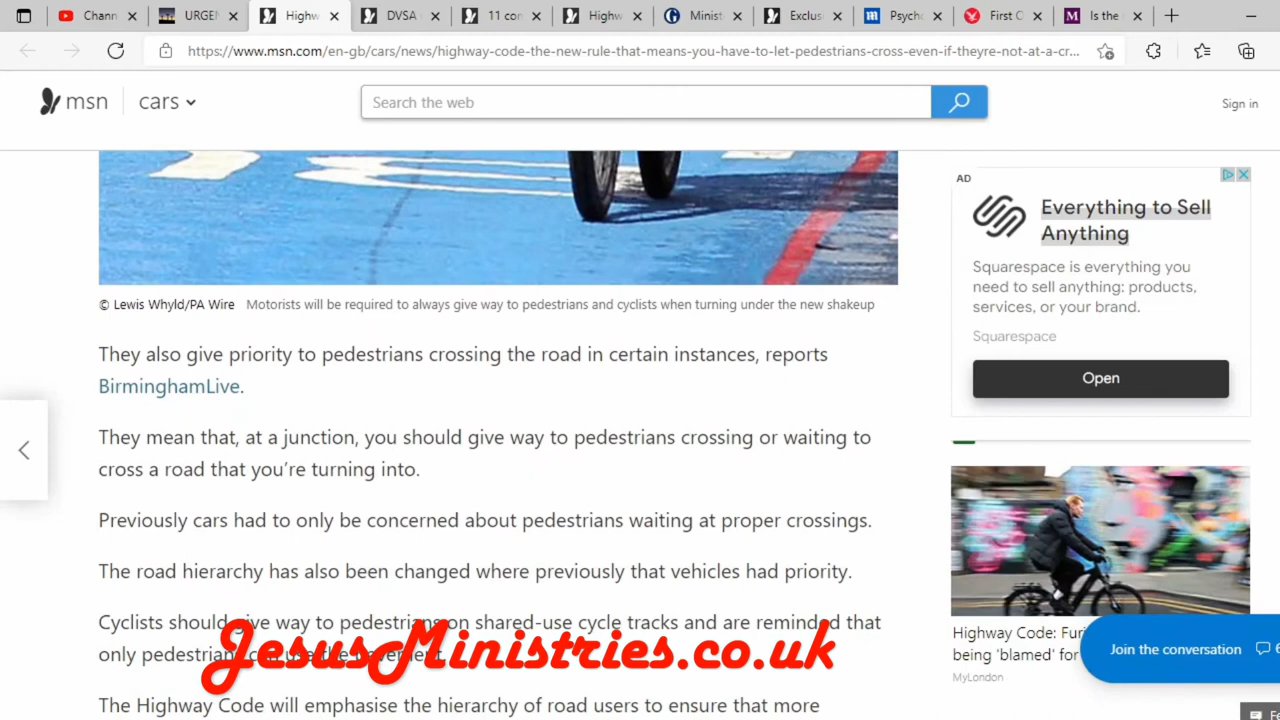 Chann
URGEN
Highw
DVSA
11 con
Highw
Minist
Exclus
Psycho
First C
Is the
https://www.msn.com/en-gb/cars/news/highway-code-the-new-rule-that-means-you-have-to-let-pedestrians-cross-even-if-theyre-not-at-a-cr...
msn cars
Search the web
Sign in
© Lewis Whyld/PA Wire Motorists will be required to always give way to pedestrians and cyclists when turning under the new shakeup
They also give priority to pedestrians crossing the road in certain instances, reports
BirminghamLive.
They mean that, at a junction, you should give way to pedestrians crossing or waiting to
cross a road that you're turning into.
Previously cars had to only be concerned about pedestrians waiting at proper crossings.
The road hierarchy has also been changed where previously that vehicles had priority.
Cyclists should give way to pedestrians on shared-use cycle tracks and are reminded that
only pedestrians use the pavement.
JesusMinistries.co.uk
The Highway Code will emphasise the hierarchy of road users to ensure that more
AD
Everything to Sell
Anything
Squarespace is everything you
need to sell anything: products,
services, or your brand.
Squarespace
Open
Highway Code: Furi
being 'blamed' for
MyLondon
Join the conversation